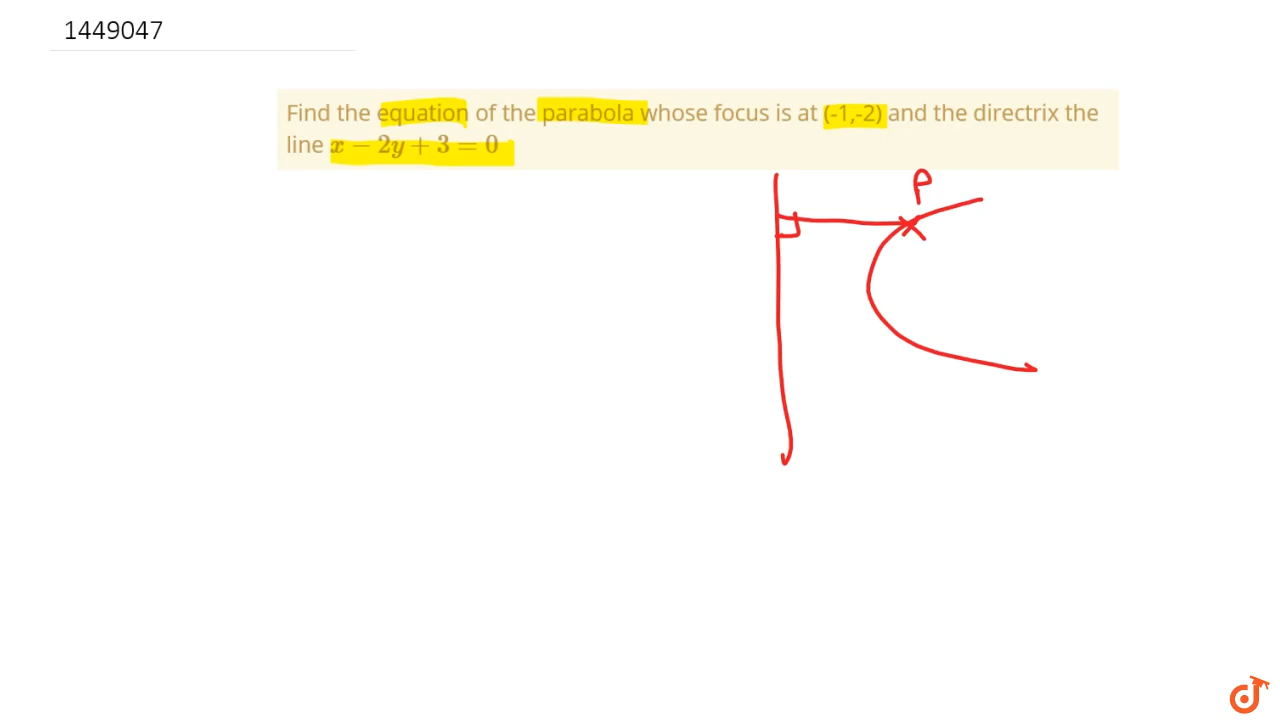 1449047
Find the equation of the parabola whose focus is at (-1,-2) and the directrix the
line x − 2y + 3 = 0
P